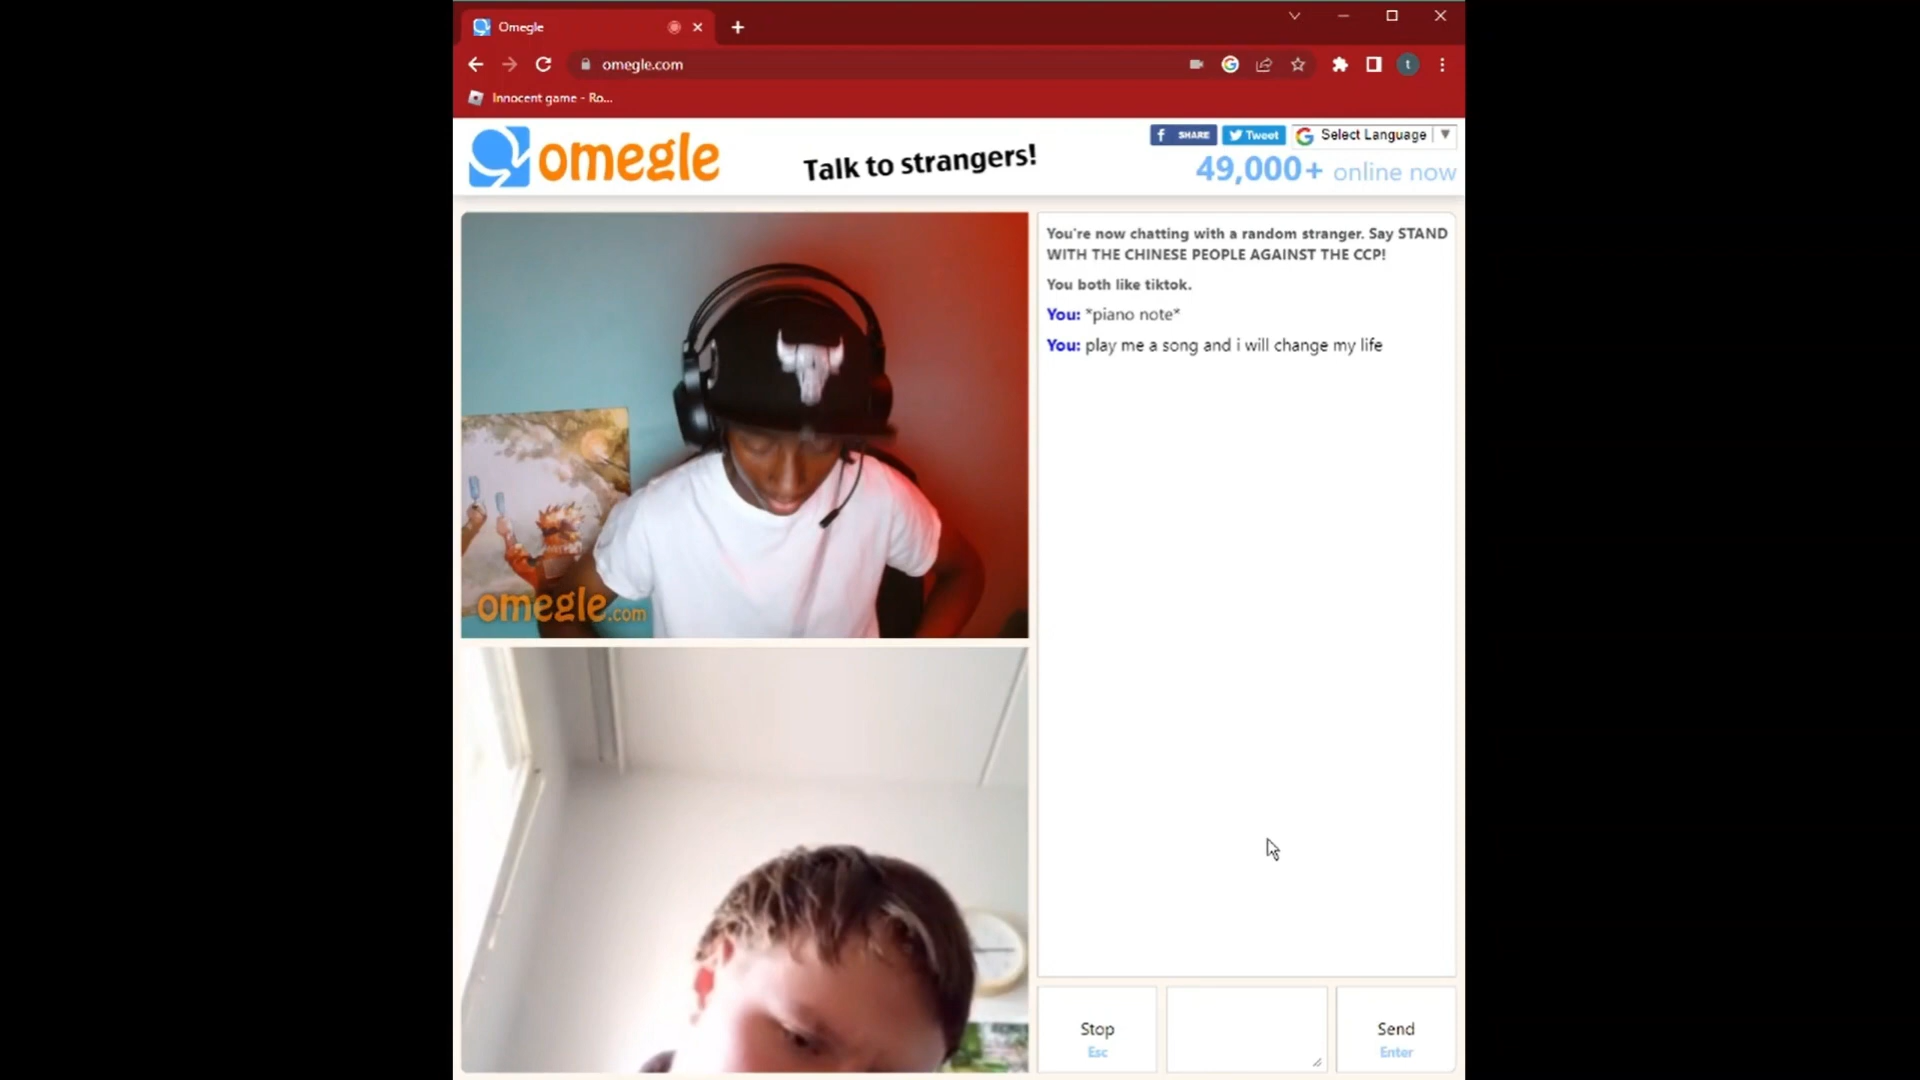 Omegle
omegle.com
t
Innocent game - Ro...
omegle
Talk to strangers!
f SHARE
Tweet
G Select Language ▼
49,000+ online now
You're now chatting with a random stranger. Say STAND
WITH THE CHINESE PEOPLE AGAINST THE CCP!
You both like tiktok.
You: *piano note*
You: play me a song and i will change my life
omegle.com
Stop
Esc
Send
Enter